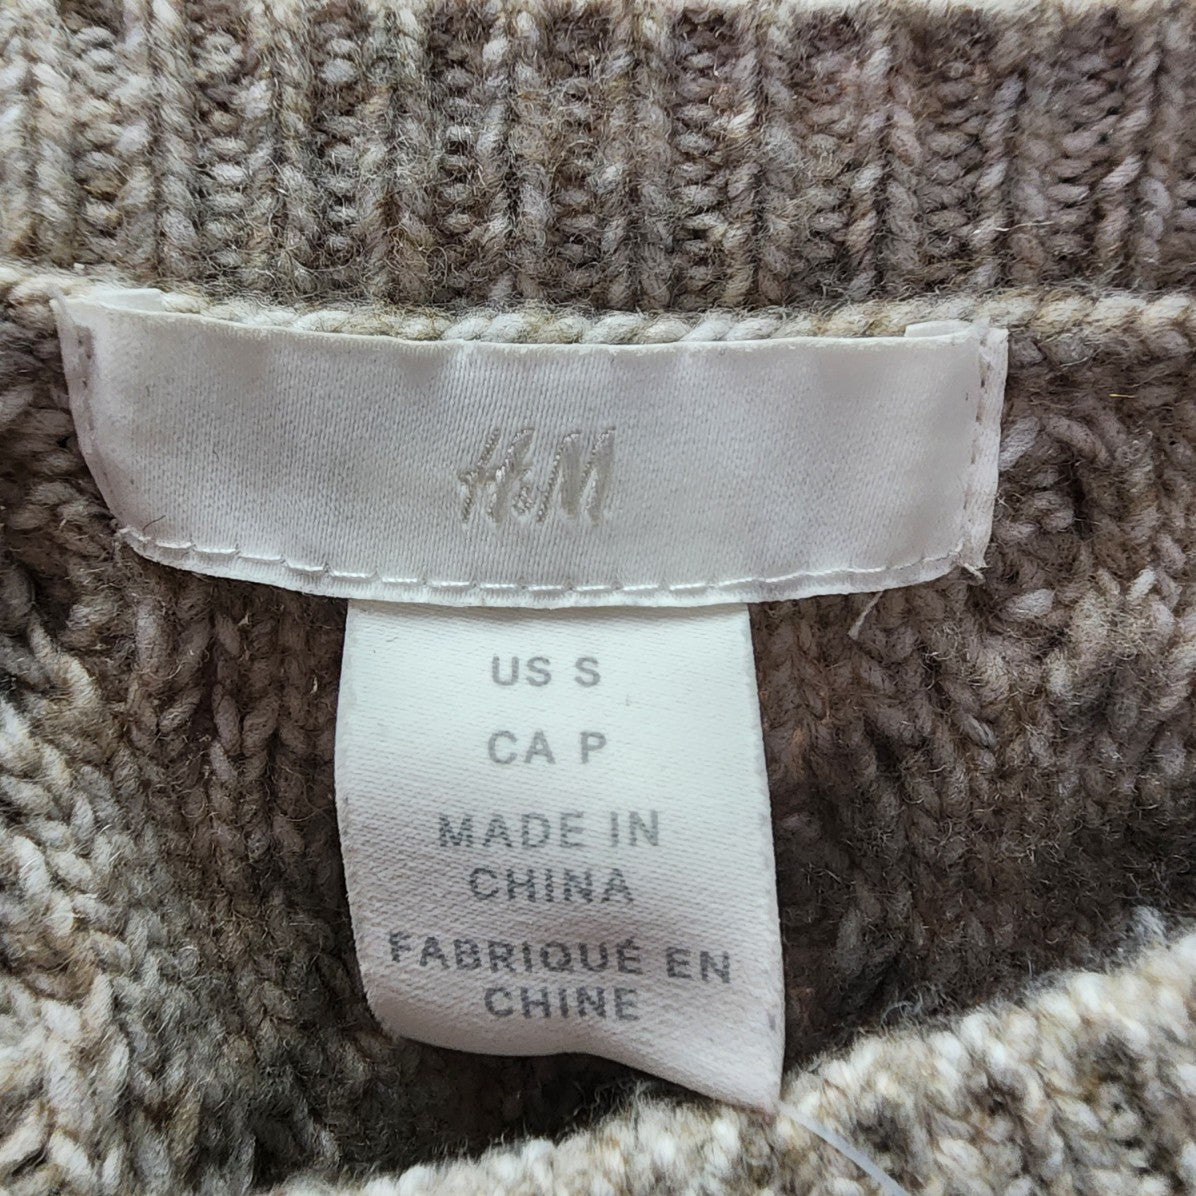 H&M
US S
CA P
MADE IN
CHINA
FABRIQUÉ EN
CHINE